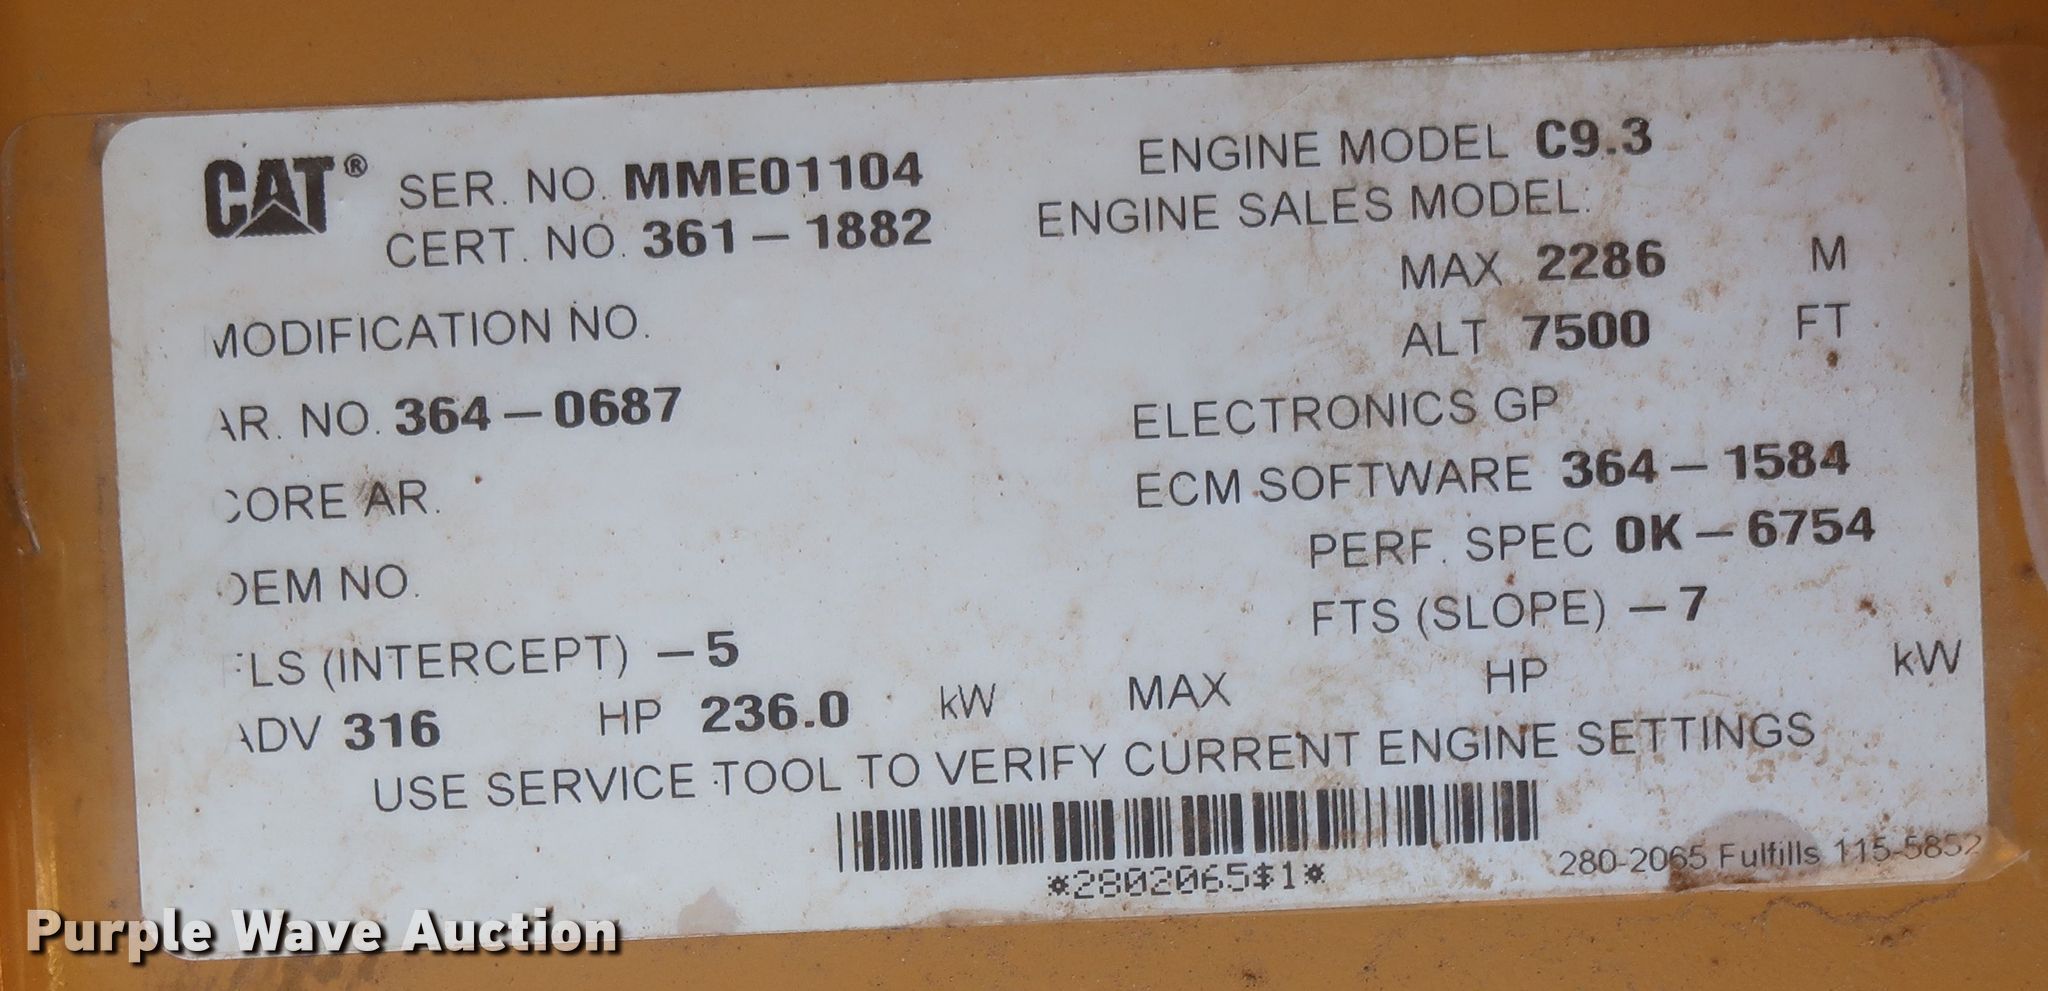 CAT® SER. NO. MME01104 ENGINE MODEL C9.3
CERT. NO. 361-1882 ENGINE SALES MODEL:
MAX 2286 M
MODIFICATION NO. ALT 7500 FT
AR. NO. 364-0687 ELECTRONICS GP
CORE AR. ECM SOFTWARE 364-1584
OEM NO. PERF. SPEC 0K-6754
FLS (INTERCEPT) -5 FTS (SLOPE) -7
ADV 316 HP 236.0 kW MAX HP kW
USE SERVICE TOOL TO VERIFY CURRENT ENGINE SETTINGS
*2802065$1* 280-2065 Fulfills 115-5852
Purple Wave Auction